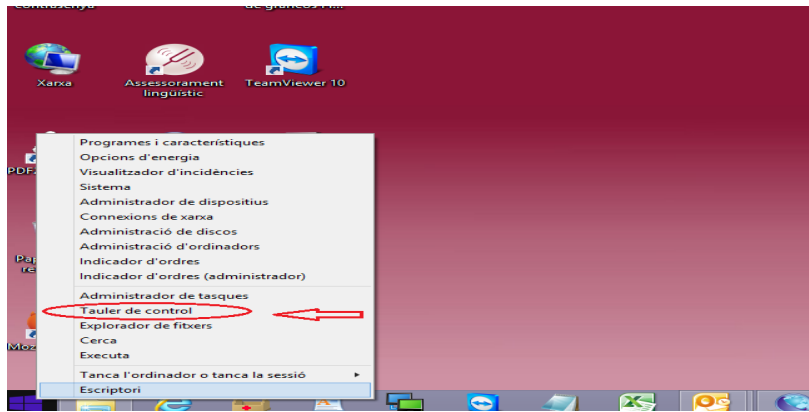 Xarxa
Assessorament
lingüístic
TeamViewer 10
Programes i característiques
Opcions d'energia
Visualitzador d'incidències
Sistema
Administrador de dispositius
Connexions de xarxa
Administració de discos
Administració d'ordinadors
Indicador d'ordres
Indicador d'ordres (administrador)
Administrador de tasques
Tauler de control
Explorador de fitxers
Cerca
Executa
Tanca l'ordinador o tanca la sessió
Escriptori